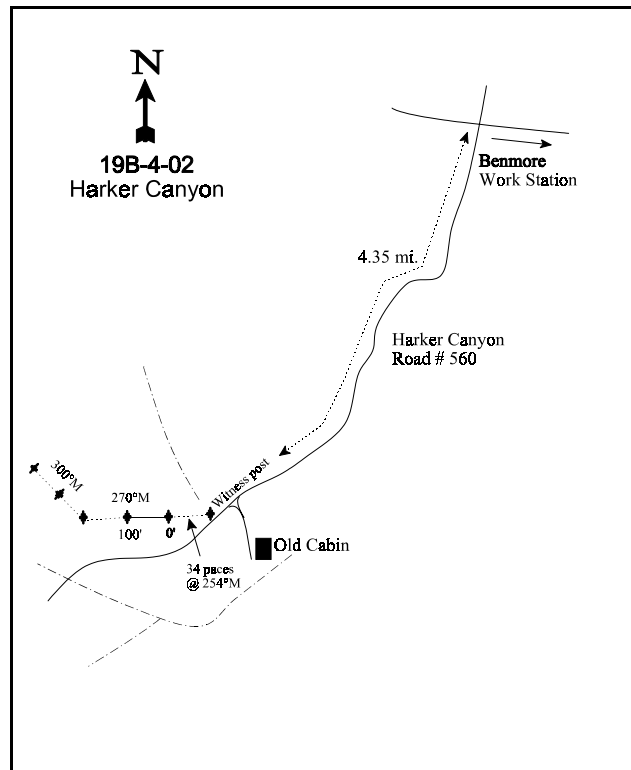 N
19B-4-02
Harker Canyon
Benmore
Work Station
4.35 mi.
Harker Canyon
Road # 560
Witness post
300°M
270°M
100'
0'
Old Cabin
34 paces
@ 254°M